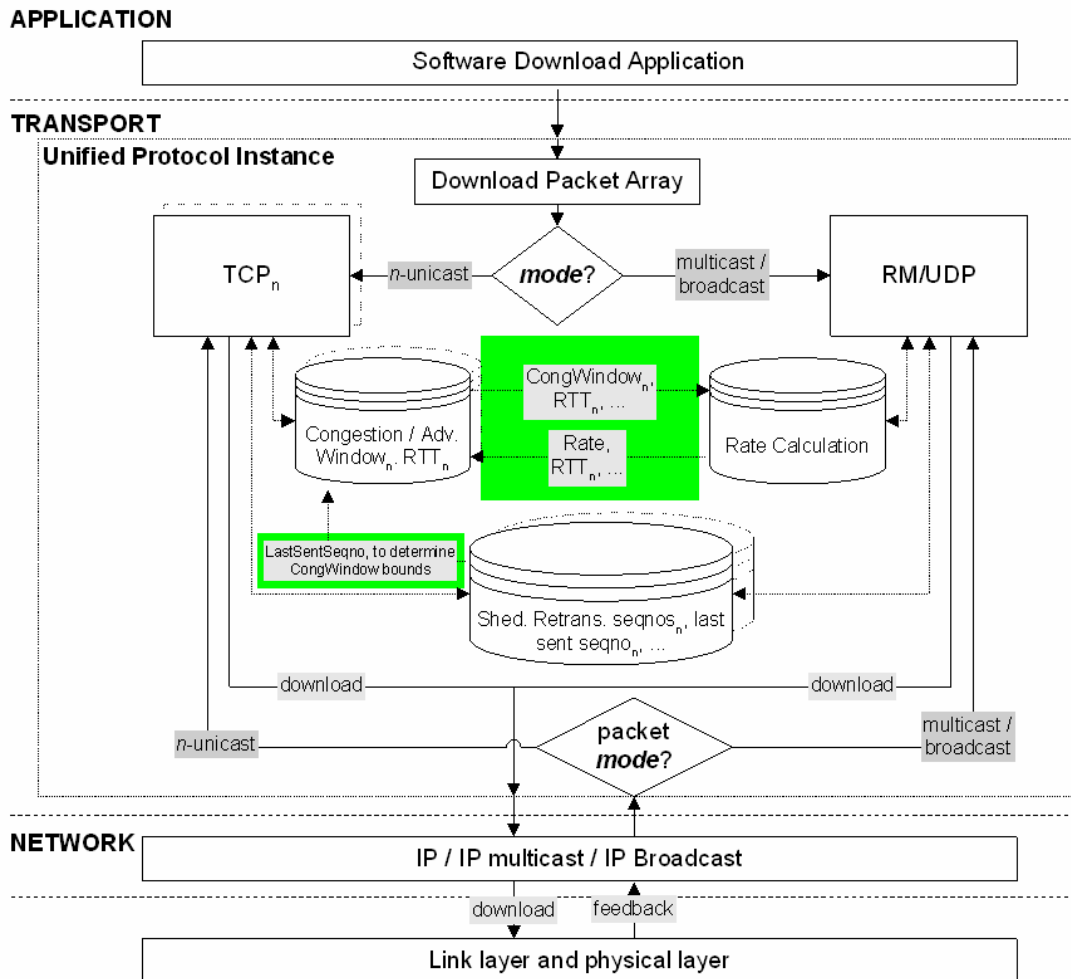 APPLICATION
Software Download Application
TRANSPORT
Unified Protocol Instance
Download Packet Array
TCPn
n-unicast
mode?
multicast /
broadcast
RM/UDP
CongWindown,
RTTn, ...
Congestion / Adv.
Windown. RTTn
Rate,
RTTn, ...
Rate Calculation
LastSentSeqno, to determine
CongWindow bounds
Shed. Retrans. seqnosn, last
sent seqnon, ...
download
download
n-unicast
packet
mode?
multicast /
broadcast
NETWORK
IP / IP multicast / IP Broadcast
download
feedback
Link layer and physical layer